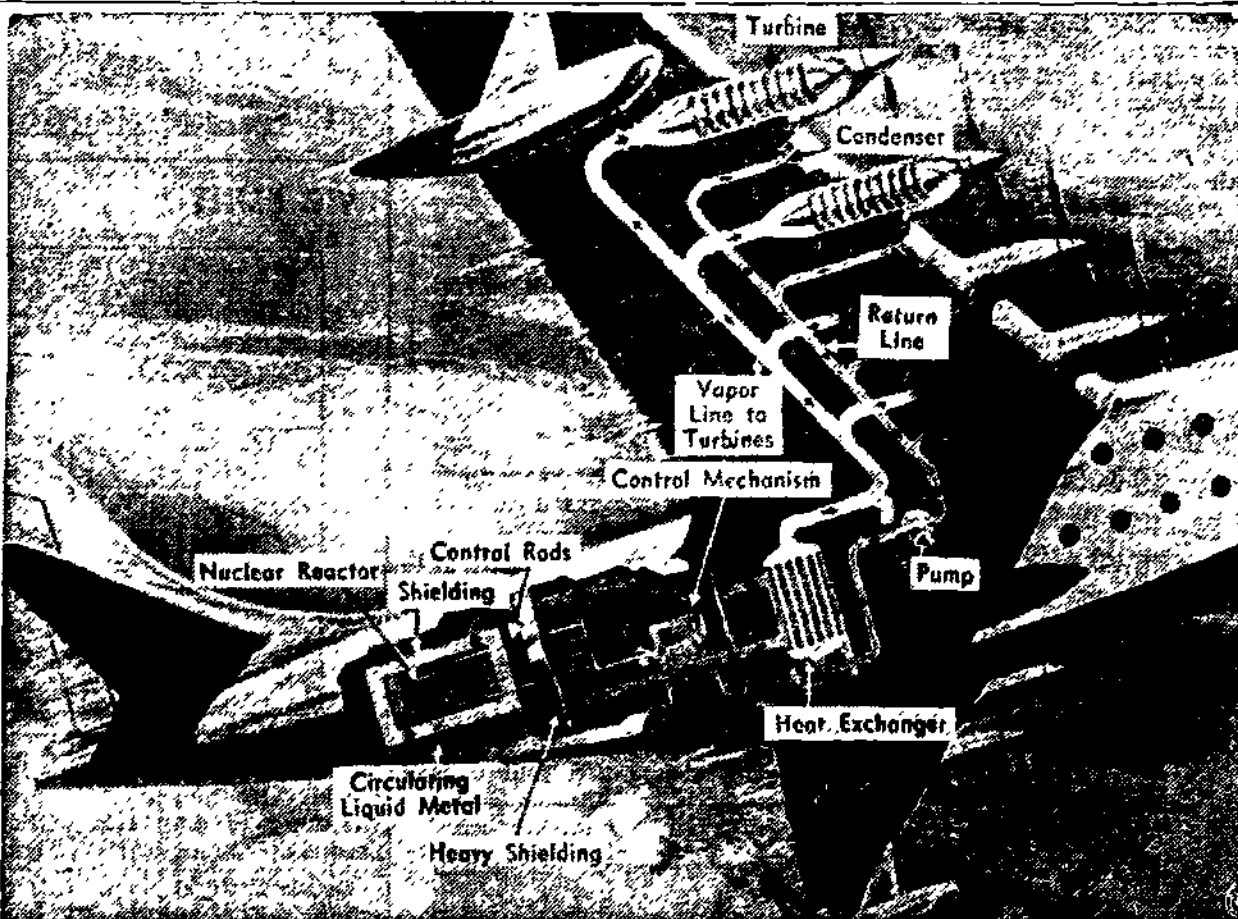 Turbine
Condenser
Return
Line
Vapor
Line to
Turbines
Control Mechanism
Control Rods
Nuclear Reactor
Shielding
Pump
Heat Exchanger
Circulating
Liquid Metal
Heavy Shielding